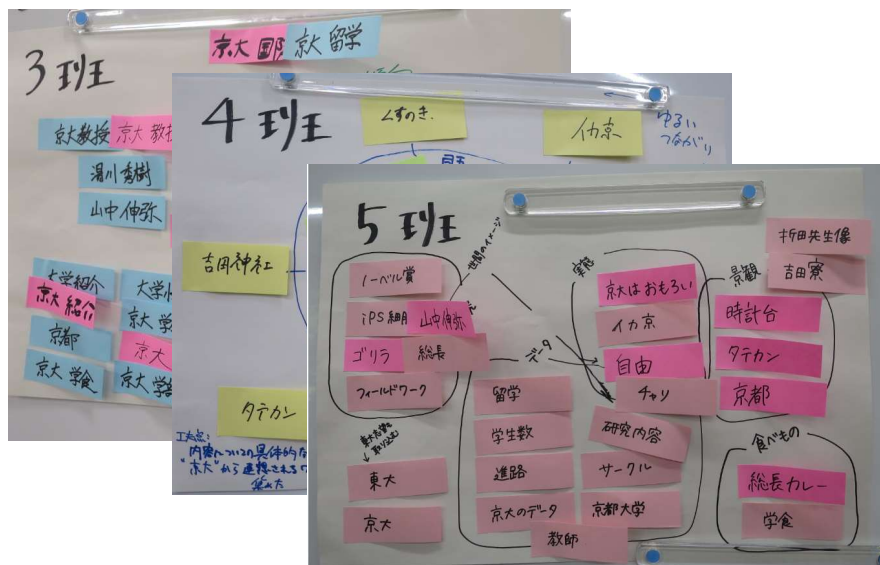 3班
京大 国
京大 留学
京大教授
京大 教授
湯川秀樹
山中伸弥
大学紹介
京大 紹介
京都
京大 学食
大学
京大 学
京大
京大 学
4班
くすのき.
イカ京
ゆるい
つながり
吉田神社
タテカン
工夫点:
内容についての具体的な
"京大"から連想される
集めた
5班
世間のイメージ
ノーベル賞
iPS細
山中伸弥
ゴリラ
総長
フィールドワーク
東大
京大
実態
京大はおもろい
イカ京
自由
チャリ
データ
留学
学生数
進路
京大のデータ
研究内容
サークル
京都大学
教師
折田先生像
吉田寮
景観
時計台
タテカン
京都
食べもの
総長カレー
学食